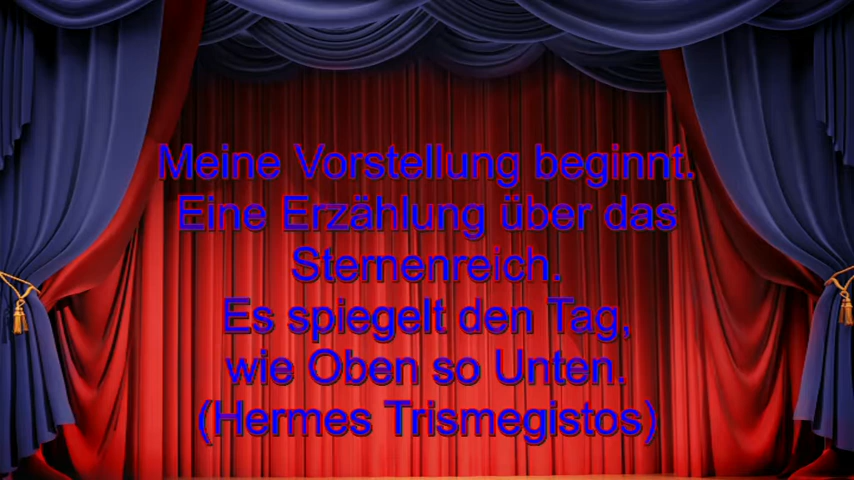 Meine Vorstellung beginnt.
Eine Erzählung über das
Sternenreich.
Es spiegelt den Tag,
wie Oben so Unten.
(Hermes Trismegistos)